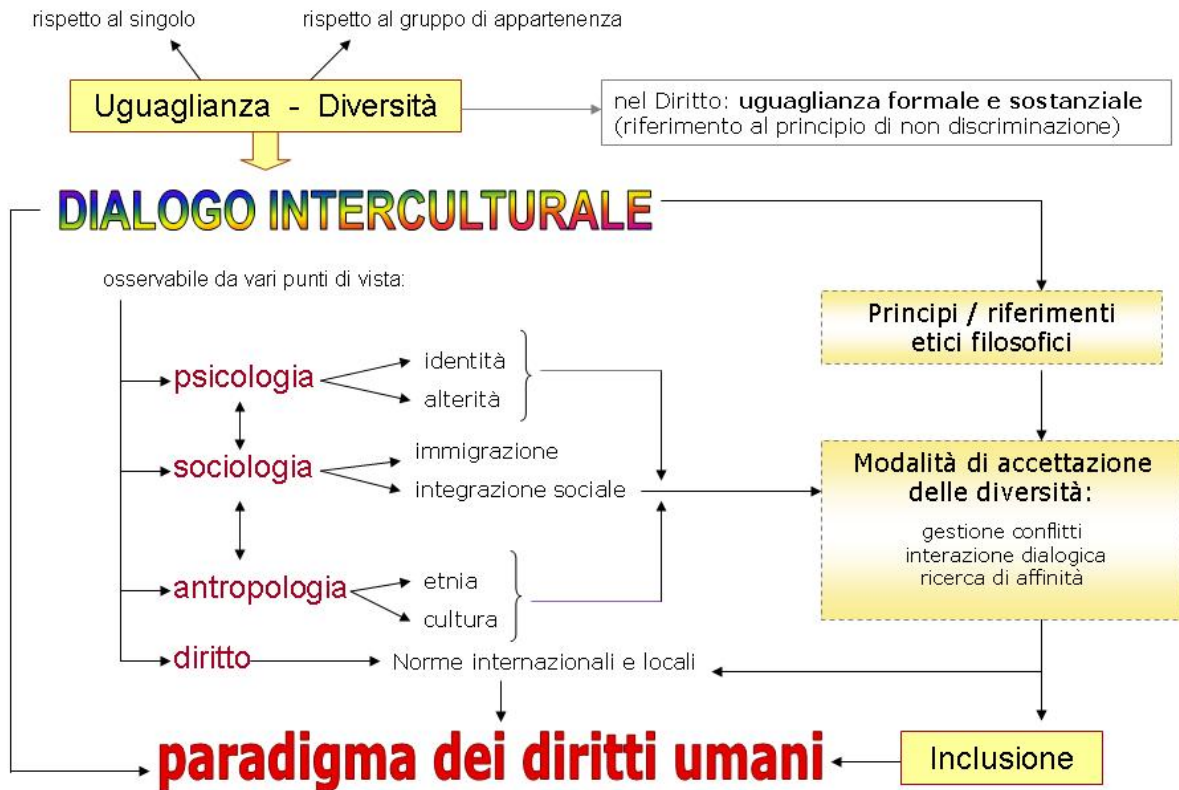 rispetto al singolo
rispetto al gruppo di appartenenza
Uguaglianza - Diversità
nel Diritto: uguaglianza formale e sostanziale
(riferimento al principio di non discriminazione)
DIALOGO INTERCULTURALE
osservabile da vari punti di vista:
Principi / riferimenti
etici filosofici
psicologia
identità
alterità
sociologia
immigrazione
integrazione sociale
Modalità di accettazione
delle diversità:
gestione conflitti
interazione dialogica
ricerca di affinità
antropologia
etnia
cultura
diritto
Norme internazionali e locali
paradigma dei diritti umani
Inclusione